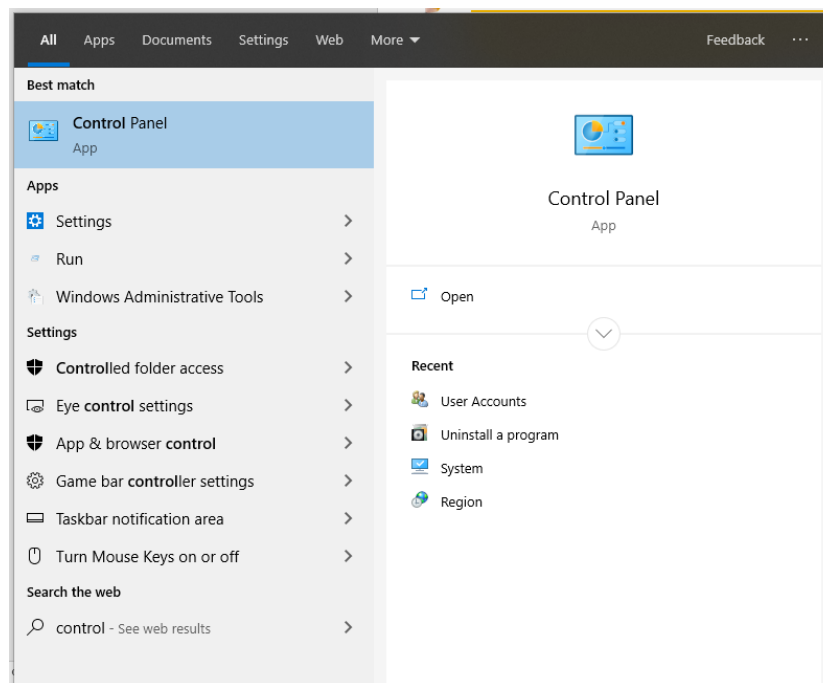 All Apps Documents Settings Web More Feedback ...
Best match
Control Panel
App
Apps
Settings
Run
Windows Administrative Tools
Settings
Controlled folder access
Eye control settings
App & browser control
Game bar controller settings
Taskbar notification area
Turn Mouse Keys on or off
Search the web
control - See web results
Control Panel
App
Open
Recent
User Accounts
Uninstall a program
System
Region